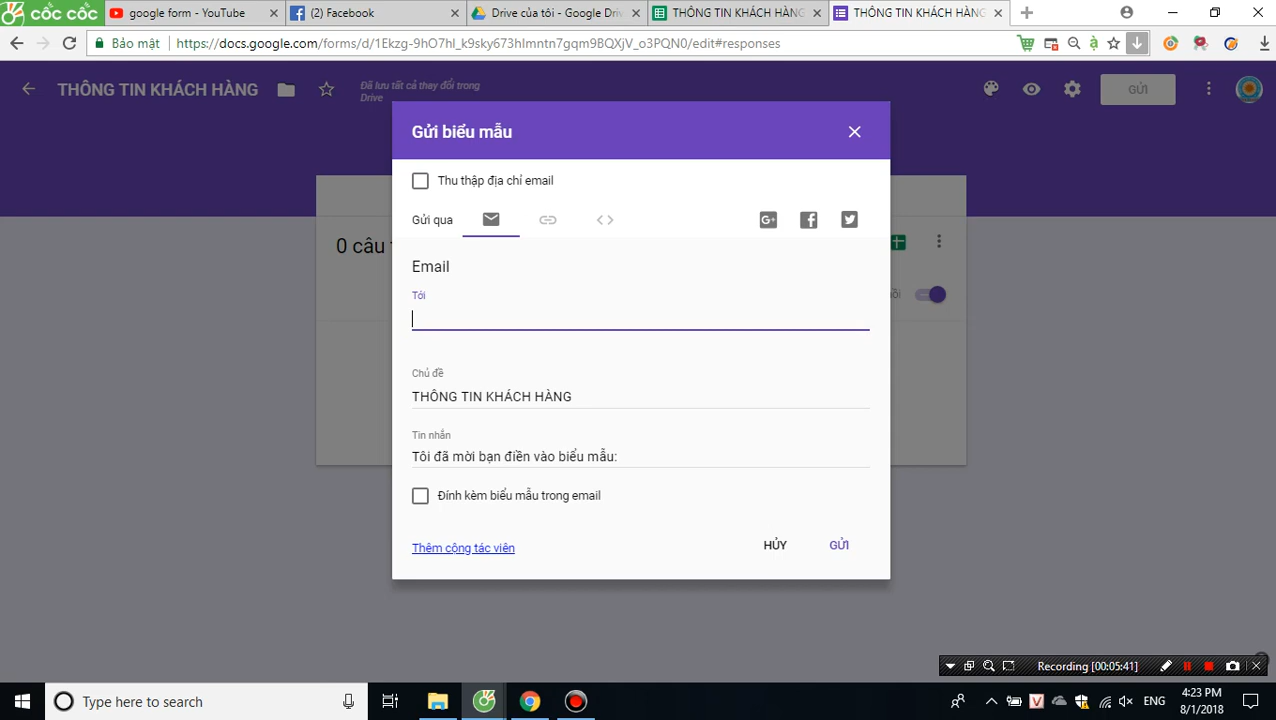 cốc cốc
google form - YouTube
(2) Facebook
Drive của tôi - Google Driv
THÔNG TIN KHÁCH HÀNG
THÔNG TIN KHÁCH HÀNG
Bảo mật
https://docs.google.com/forms/d/1Ekzg-9hO7hl_k9sky673hImntn7gqm9BQXjV_o3PQN0/edit#responses
THÔNG TIN KHÁCH HÀNG
Đã lưu tất cả thay đổi trong
Drive
GỬI
Gửi biểu mẫu
Thu thập địa chỉ email
Gửi qua
0 câu
Email
Tới
Chủ đề
THÔNG TIN KHÁCH HÀNG
Tin nhắn
Tôi đã mời bạn điền vào biểu mẫu:
Đính kèm biểu mẫu trong email
Thêm cộng tác viên
HỦY
GỬI
Recording [00:05:41]
Type here to search
ENG
4:23 PM
8/1/2018